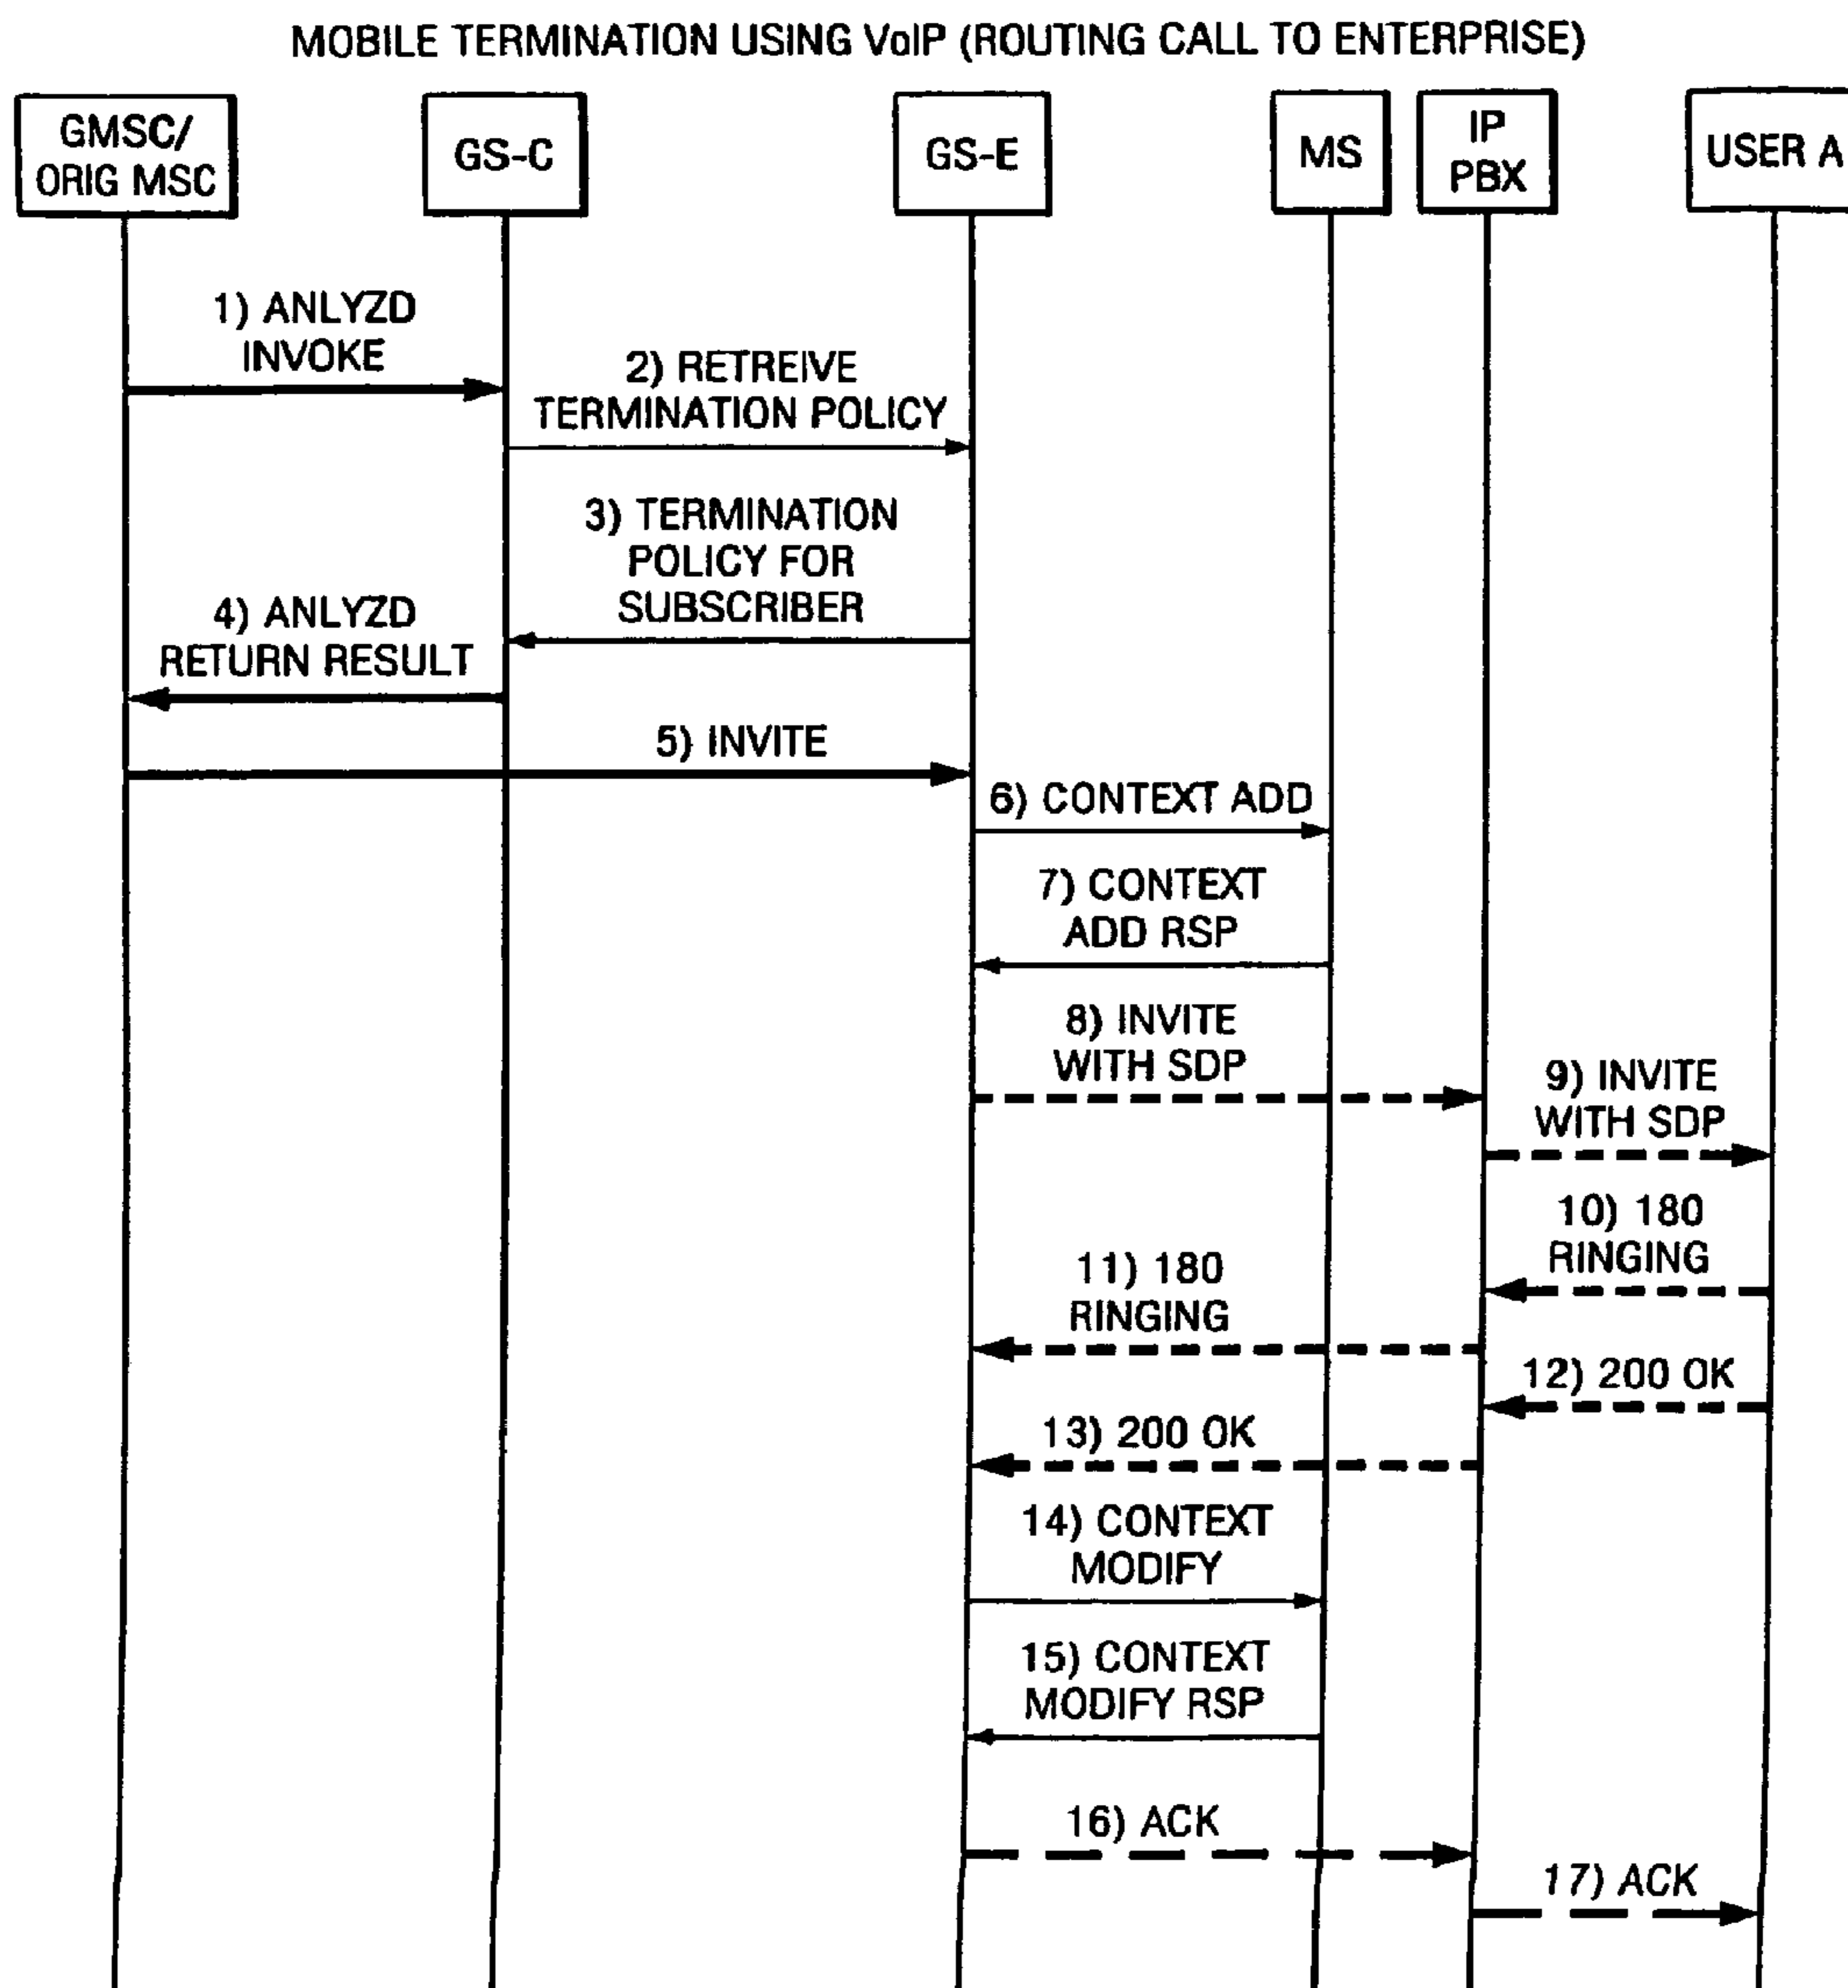 MOBILE TERMINATION USING VoIP (ROUTING CALL TO ENTERPRISE)
GMSC/
ORIG MSC
GS-C
GS-E
MS
IP
PBX
USER A
1) ANLYZD
INVOKE
2) RETREIVE
TERMINATION POLICY
3) TERMINATION
POLICY FOR
SUBSCRIBER
4) ANLYZD
RETURN RESULT
5) INVITE
6) CONTEXT ADD
7) CONTEXT
ADD RSP
8) INVITE
WITH SDP
9) INVITE
WITH SDP
10) 180
RINGING
11) 180
RINGING
12) 200 OK
13) 200 OK
14) CONTEXT
MODIFY
15) CONTEXT
MODIFY RSP
16) ACK
17) ACK